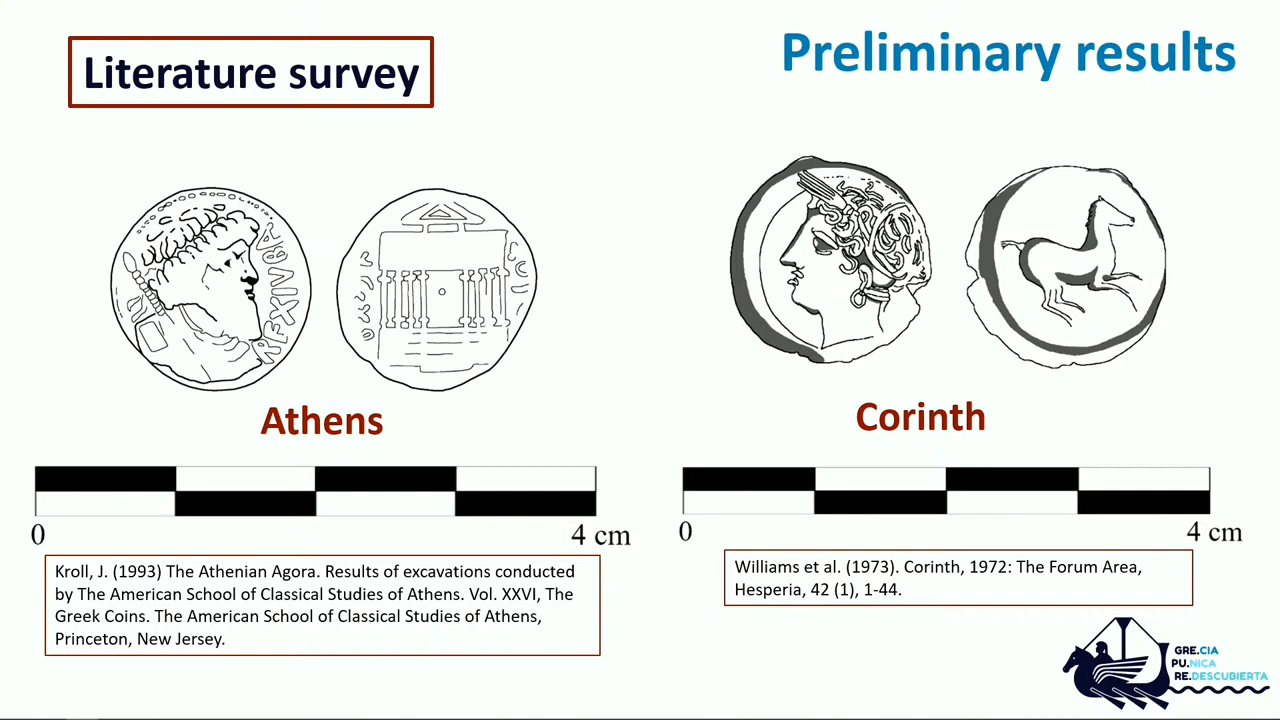 Literature survey
Preliminary results
REX IVBA
Athens
Corinth
0
4 cm
0
4 cm
Kroll, J. (1993) The Athenian Agora. Results of excavations conducted
by The American School of Classical Studies of Athens. Vol. XXVI, The
Greek Coins. The American School of Classical Studies of Athens,
Princeton, New Jersey.
Williams et al. (1973). Corinth, 1972: The Forum Area,
Hesperia, 42 (1), 1-44.
GRE.CIA
PU.NICA
RE.DESCUBIERTA